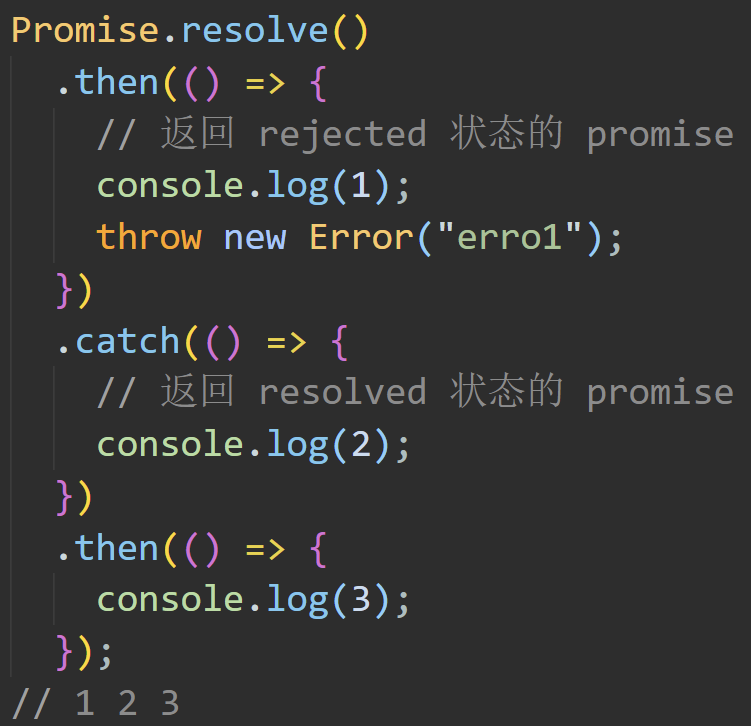 Promise.resolve()
  .then(() => {
    // 返回 rejected 状态的 promise
    console.log(1);
    throw new Error("erro1");
  })
  .catch(() => {
    // 返回 resolved 状态的 promise
    console.log(2);
  })
  .then(() => {
    console.log(3);
  });
// 1 2 3